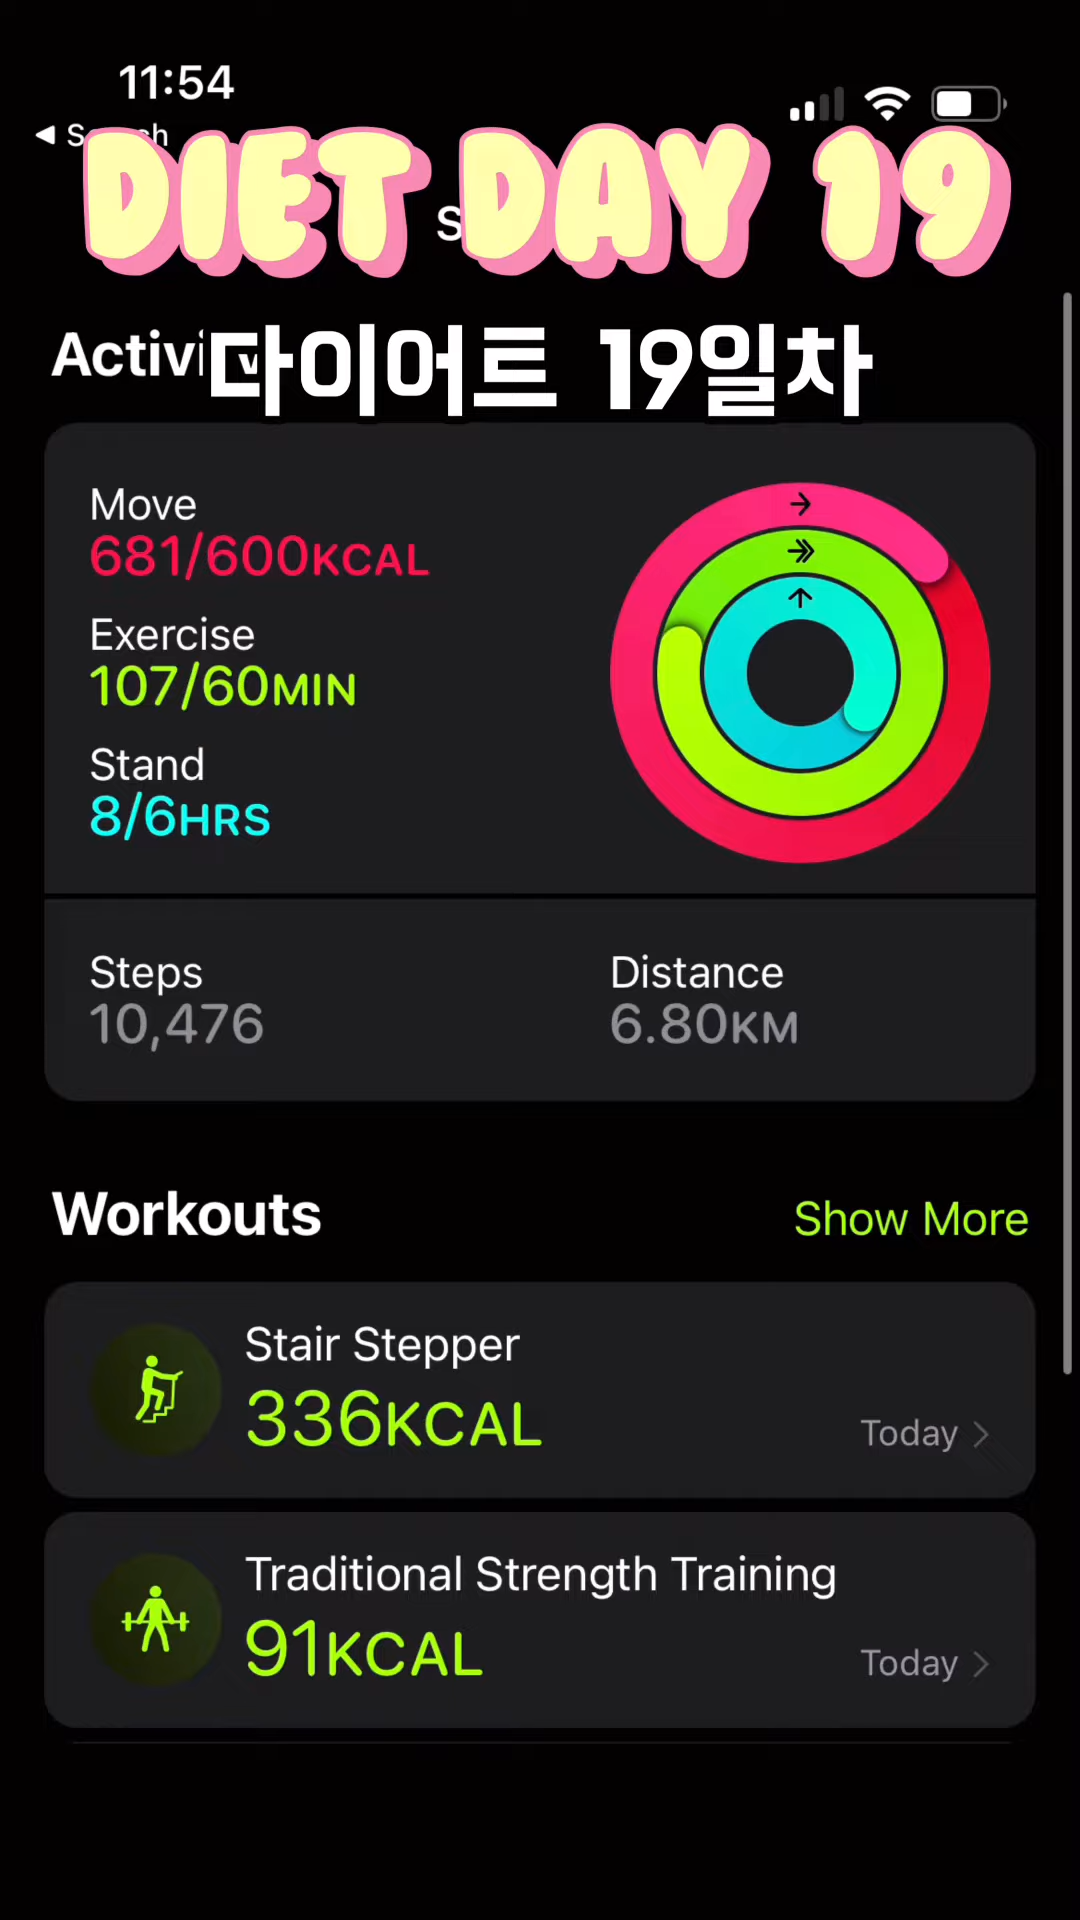 11:54
DIET DAY 19
다이어트 19일차
Move
681/600KCAL
Exercise
107/60MIN
Stand
8/6HRS
Steps
10,476
Distance
6.80KM
Workouts
Show More
Stair Stepper
336KCAL
Today
Traditional Strength Training
91KCAL
Today